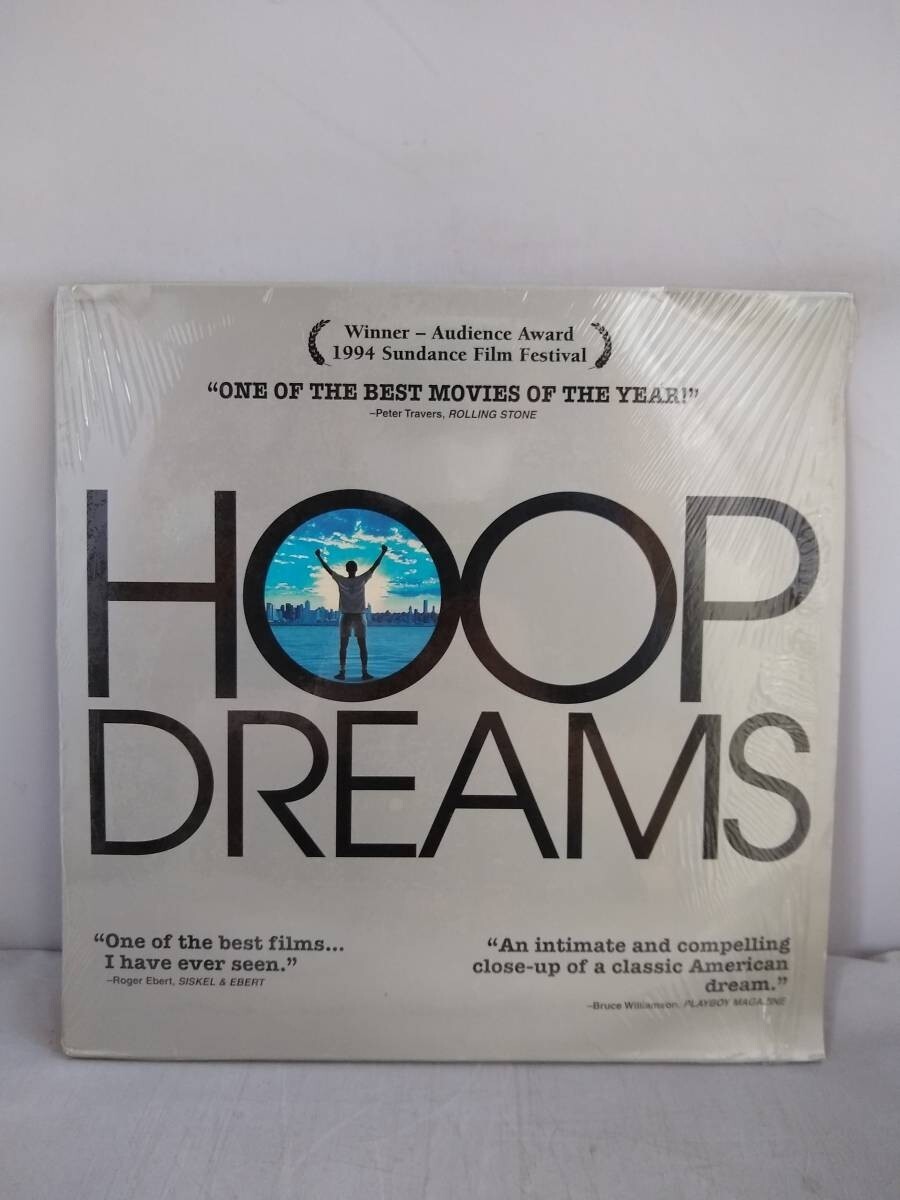 Winner – Audience Award
1994 Sundance Film Festival
“ONE OF THE BEST MOVIES OF THE YEAR!”
–Peter Travers, ROLLING STONE
HOOP
DREAMS
“One of the best films...
I have ever seen.”
–Roger Ebert, SISKEL & EBERT
“An intimate and compelling
close-up of a classic American
dream.”
–Bruce Williamson, PLAYBOY MAGAZINE